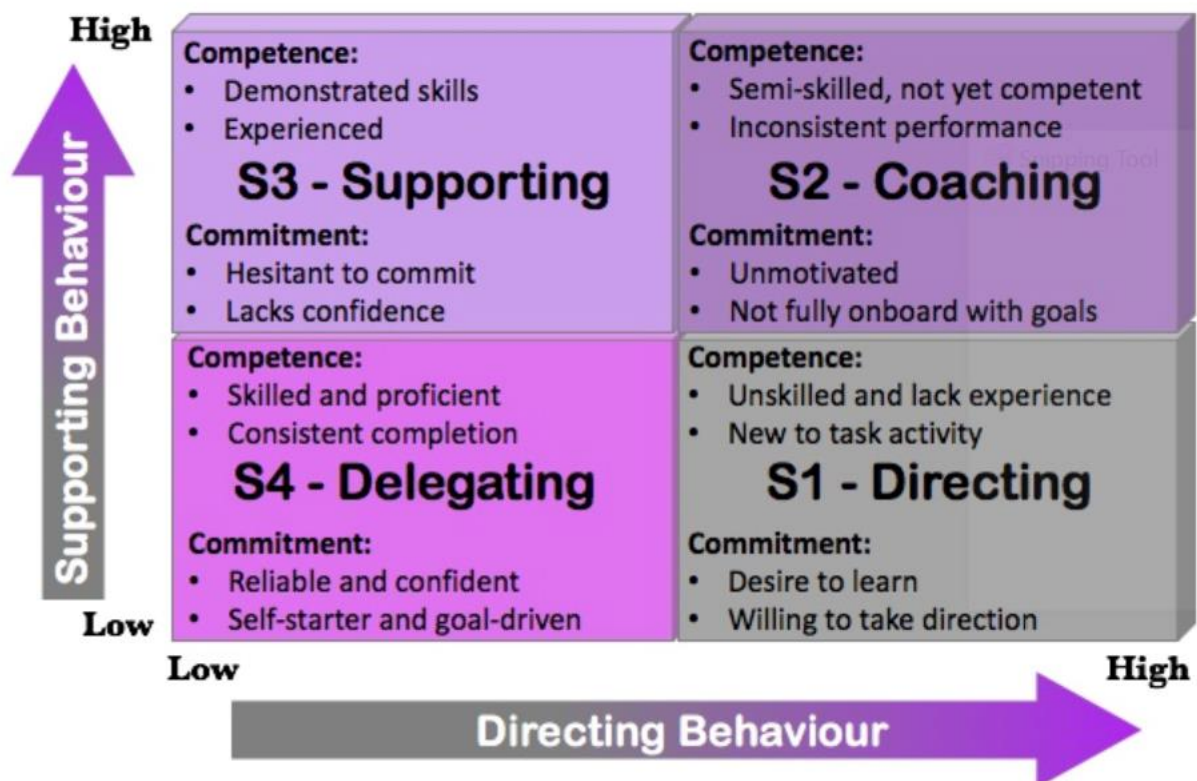 High
Supporting Behaviour
Low
Competence:
• Demonstrated skills
• Experienced
S3 - Supporting
Commitment:
• Hesitant to commit
• Lacks confidence
Competence:
• Semi-skilled, not yet competent
• Inconsistent performance
Snipping Tool
S2 - Coaching
Commitment:
• Unmotivated
• Not fully onboard with goals
Competence:
• Skilled and proficient
• Consistent completion
S4 - Delegating
Commitment:
• Reliable and confident
• Self-starter and goal-driven
Competence:
• Unskilled and lack experience
• New to task activity
S1 - Directing
Commitment:
• Desire to learn
• Willing to take direction
Low
High
Directing Behaviour